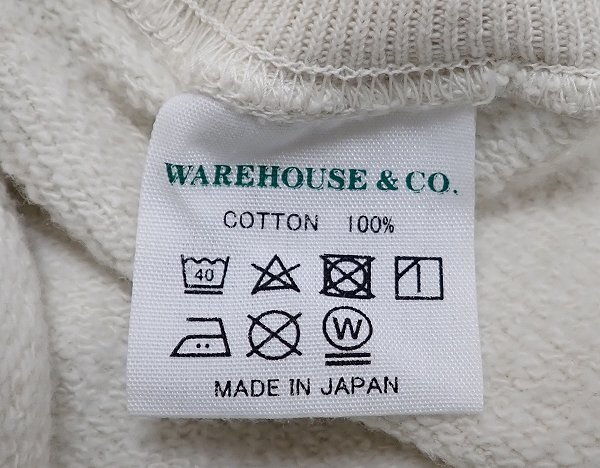 WAREHOUSE & CO.
COTTON 100%
40
W
MADE IN JAPAN